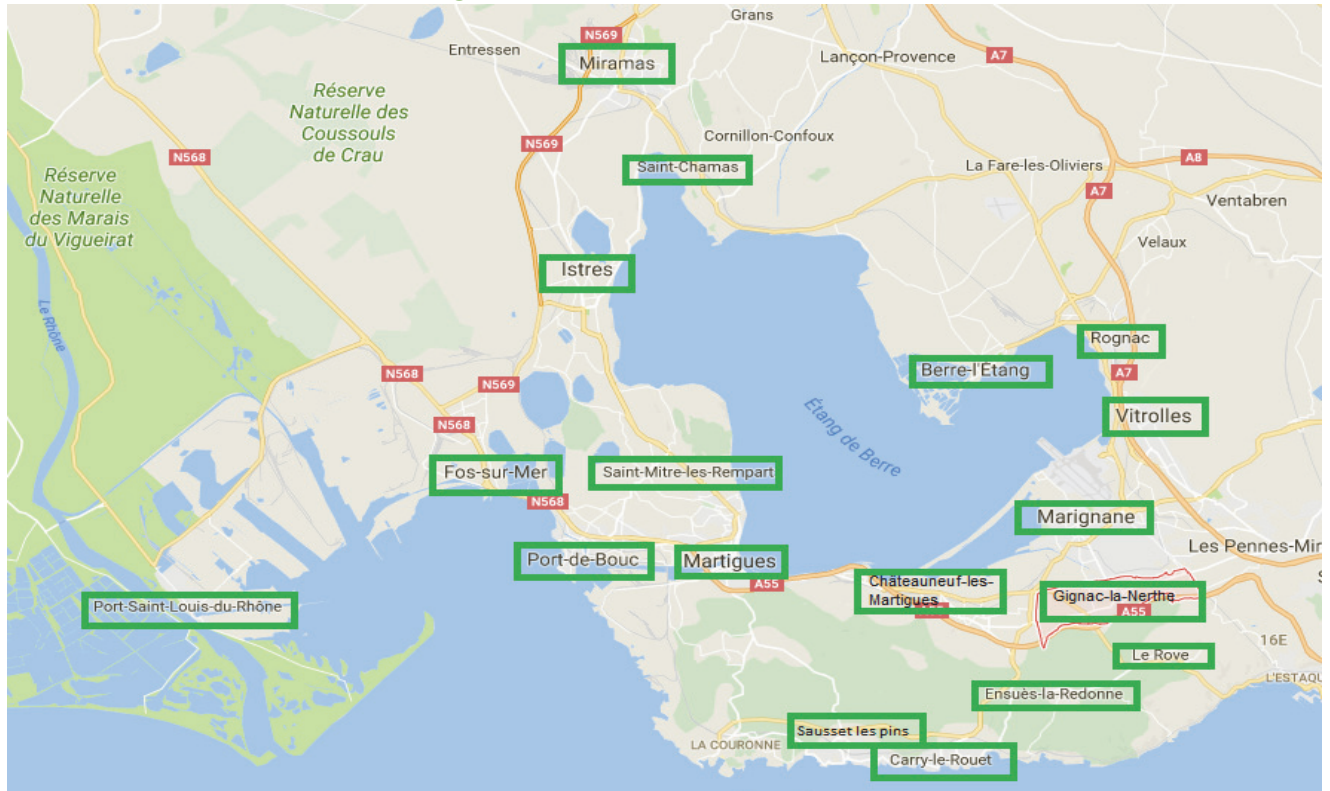 Grans
N569
Entressen
Miramas
Lançon-Provence
A7
Réserve
Naturelle des
Coussouls
de Crau
Cornillon-Confoux
N569
N568
A8
Saint-Chamas
La Fare-les-Oliviers
A7
Réserve
Naturelle
des Marais
du Vigueirat
Ventabren
Velaux
Istres
Le Rhône
Rognac
Berre-l'Étang
A7
N568
N569
Vitrolles
N568
Étang de Berre
Fos-sur-Mer
Saint-Mitre-les-Rempart
N568
Marignane
Les Pennes-Mir
Port-de-Bouc
Martigues
A55
Châteauneuf-les-
Martigues
Gignac-la-Nerthe
A55
Port-Saint-Louis-du-Rhône
16E
Le Rove
L'ESTAQU
Ensuès-la-Redonne
Sausset les pins
LA COURONNE
Carry-le-Rouet